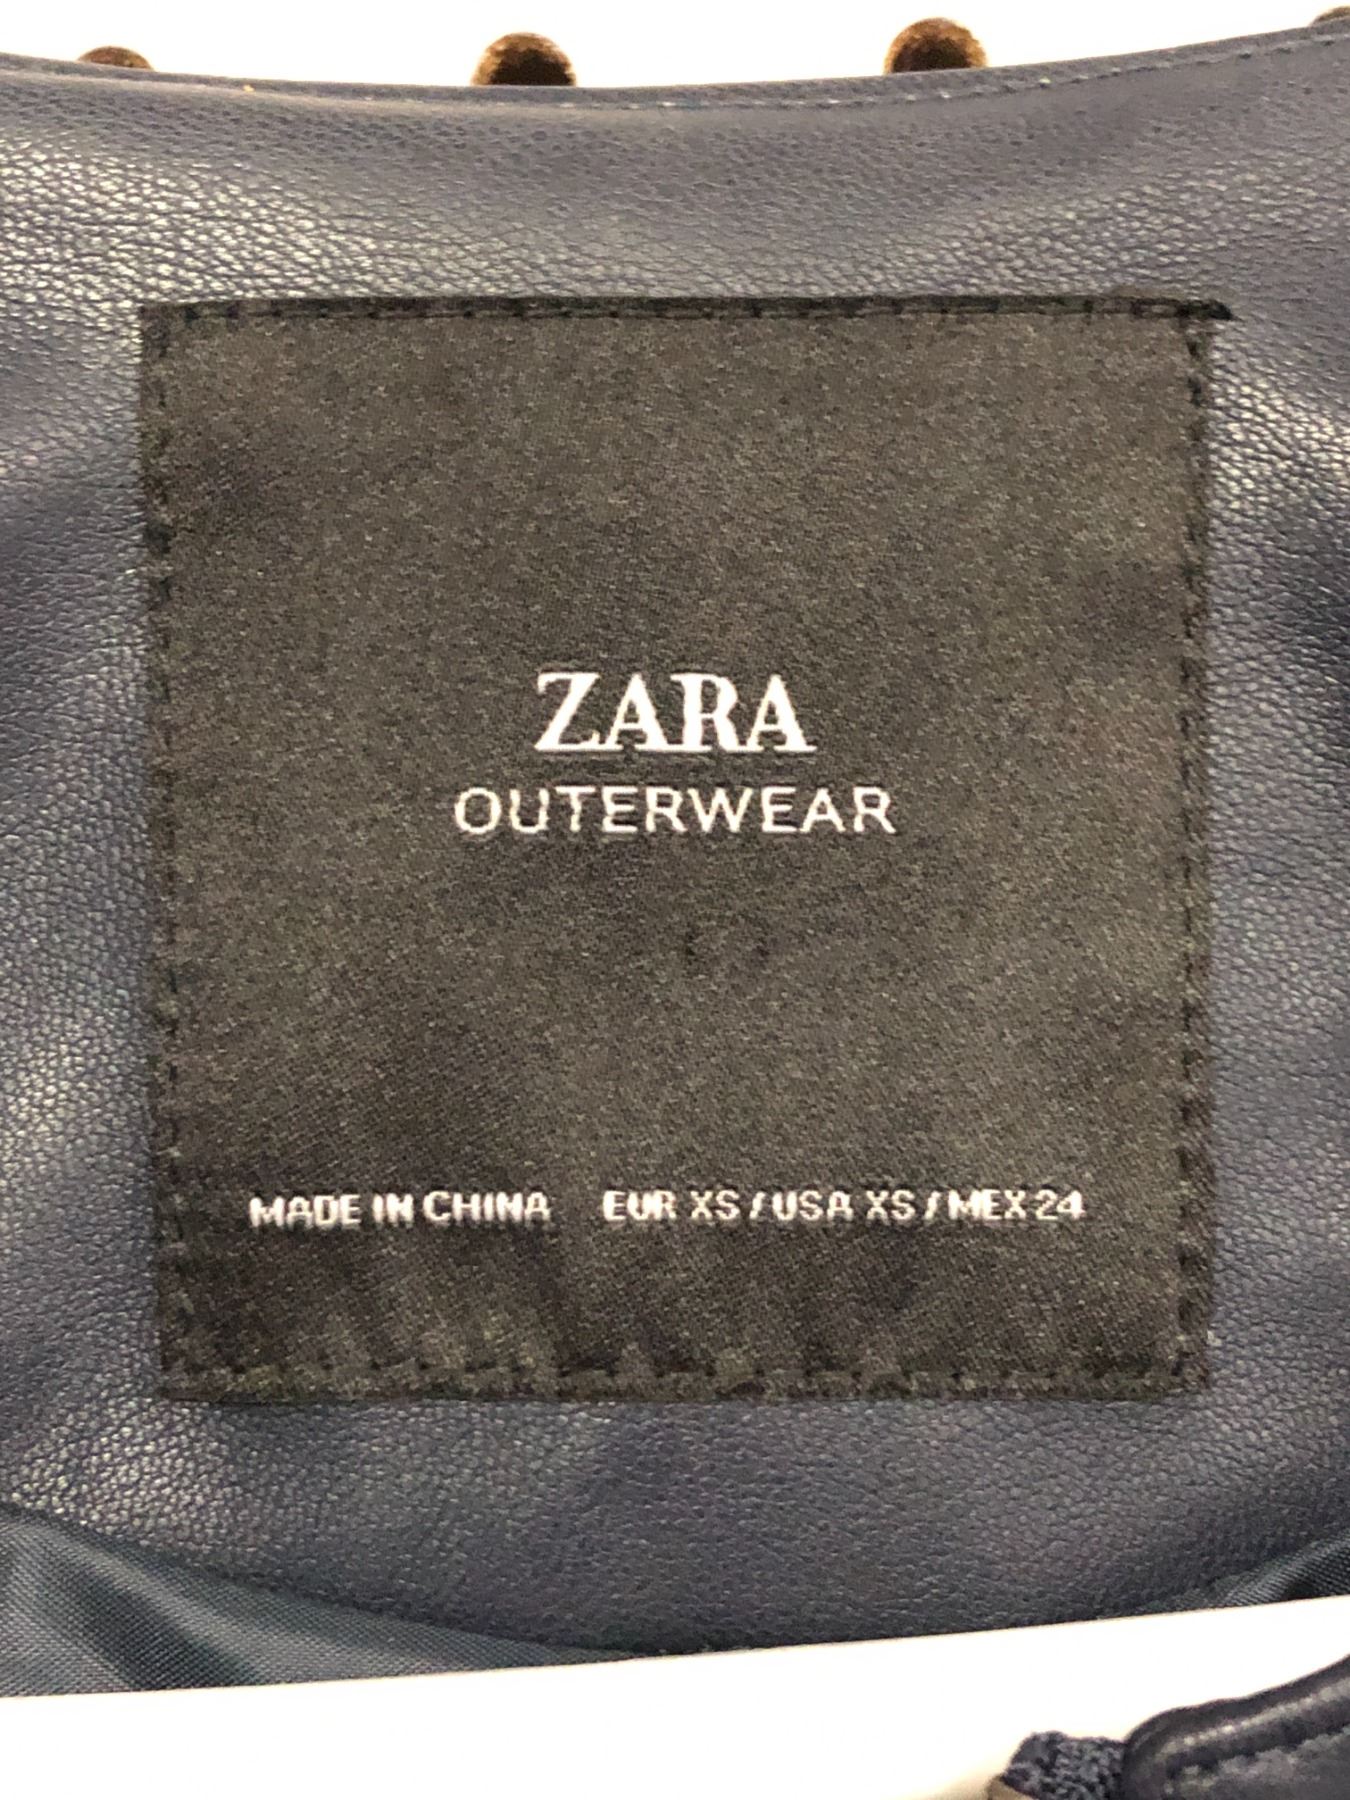 ZARA
OUTERWEAR
MADE IN CHINA EUR XS / USA XS / MEX 24